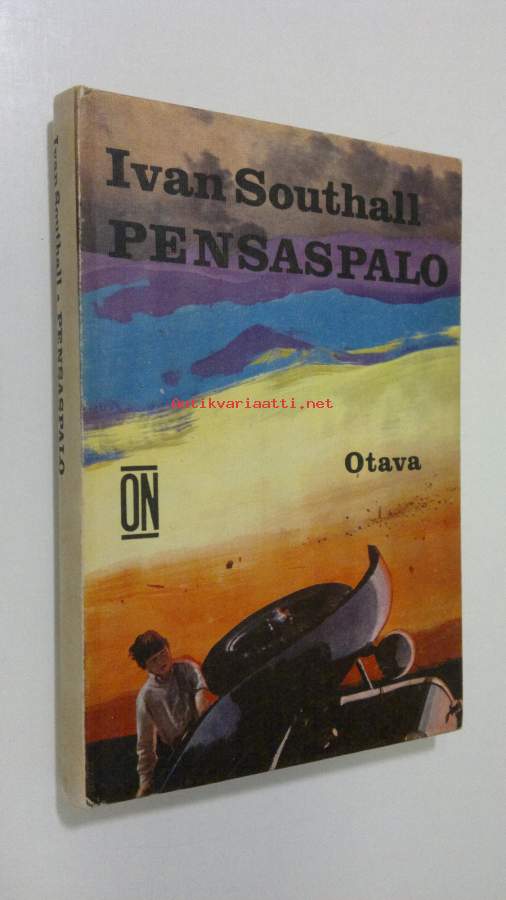 Ivan Southall
PENSASPALO
Antikvariaatti.net
Otava
ON
Ivan Southall • PENSASPALO